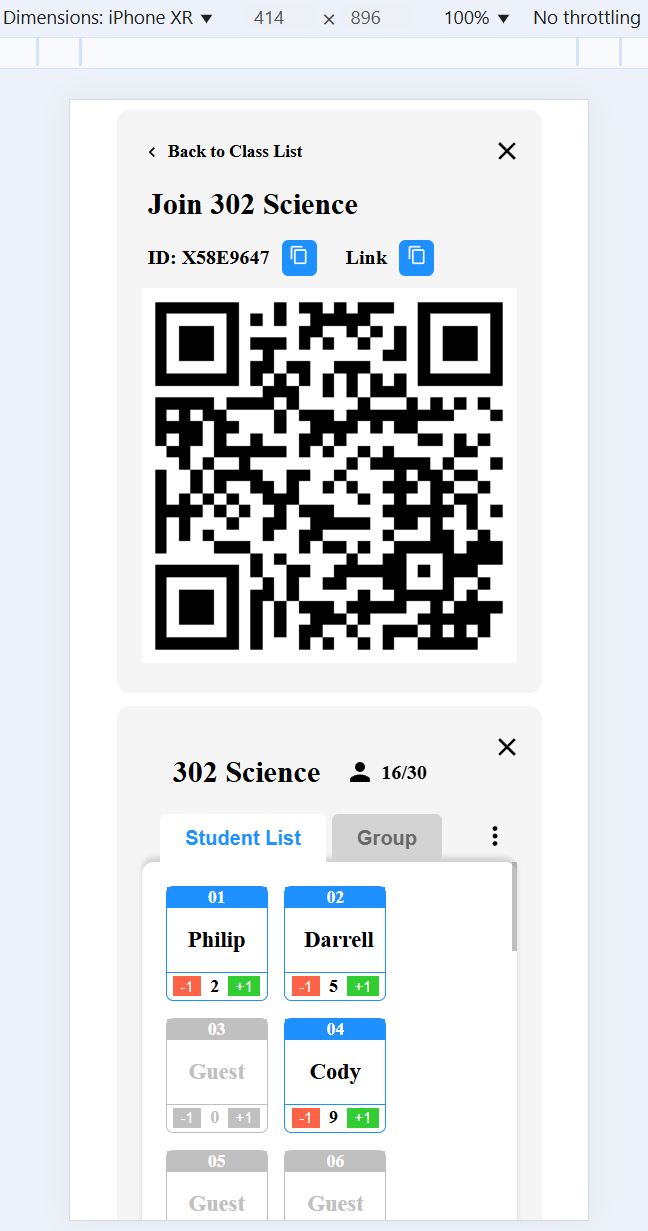 Dimensions: iPhone XR ▼ 414 × 896 100% ▼ No throttling
Back to Class List
Join 302 Science
ID: X58E9647 Link
302 Science 16/30
Student List Group
01 02
Philip Darrell
-1 2 +1 -1 5 +1
03 04
Guest Cody
-1 0 +1 -1 9 +1
05 06
Guest Guest